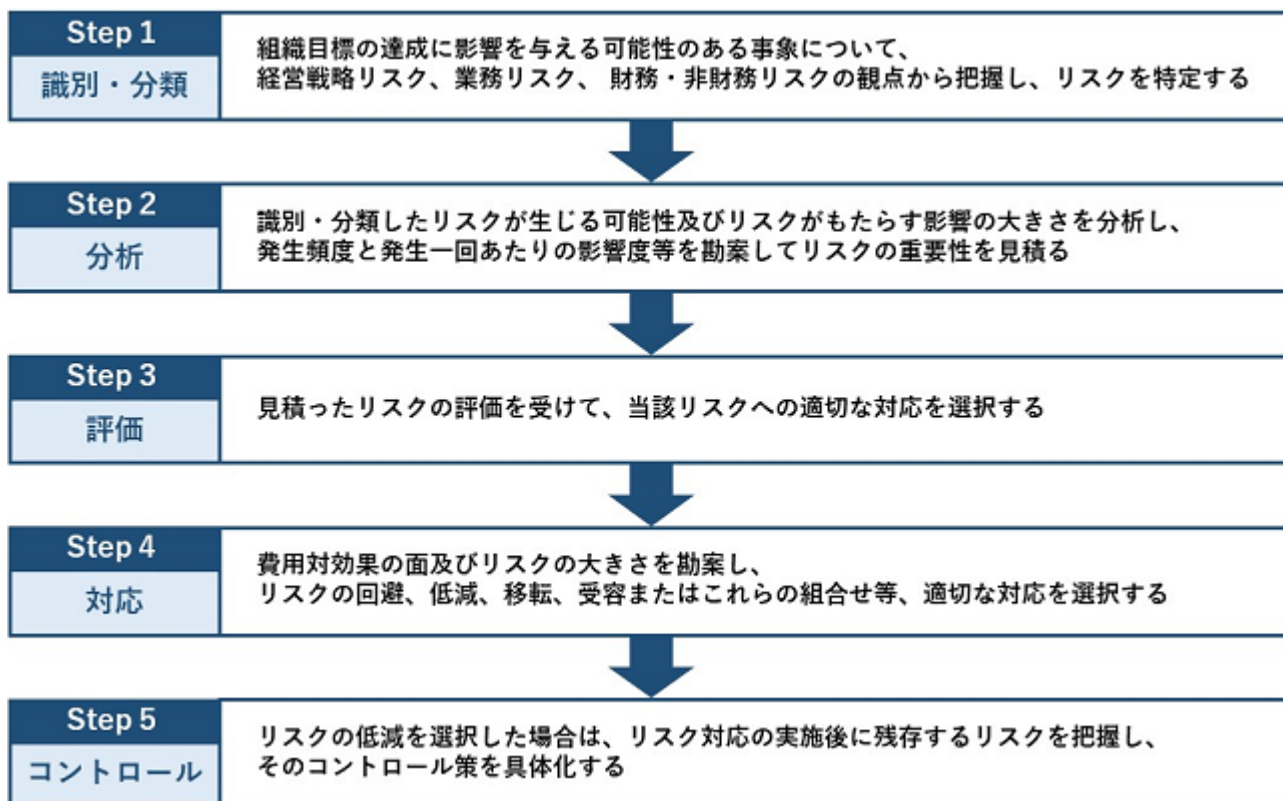 Step 1
識別・分類
組織目標の達成に影響を与える可能性のある事象について、
経営戦略リスク、業務リスク、 財務・非財務リスクの観点から把握し、リスクを特定する
Step 2
分析
識別・分類したリスクが生じる可能性及びリスクがもたらす影響の大きさを分析し、
発生頻度と発生一回あたりの影響度等を勘案してリスクの重要性を見積る
Step 3
評価
見積ったリスクの評価を受けて、当該リスクへの適切な対応を選択する
Step 4
対応
費用対効果の面及びリスクの大きさを勘案し、
リスクの回避、低減、移転、受容またはこれらの組合せ等、適切な対応を選択する
Step 5
コントロール
リスクの低減を選択した場合は、リスク対応の実施後に残存するリスクを把握し、
そのコントロール策を具体化する